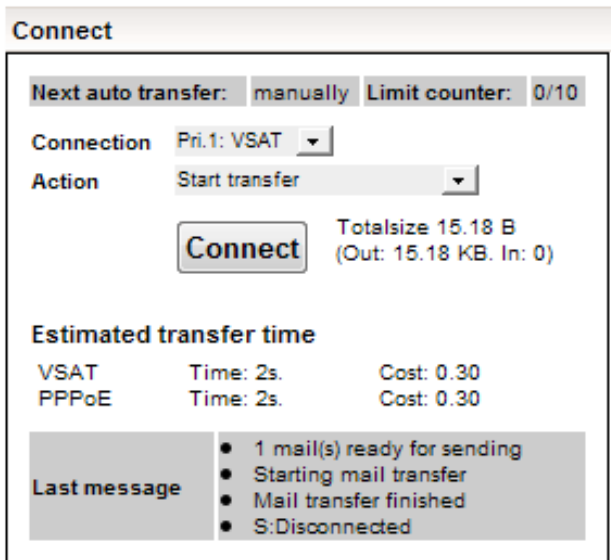 Connect
Next auto transfer: manually Limit counter: 0/10
Connection Pri.1: VSAT
Action Start transfer
Connect
Totalsize 15.18 B
(Out: 15.18 KB. In: 0)
Estimated transfer time
VSAT Time: 2s. Cost: 0.30
PPPoE Time: 2s. Cost: 0.30
Last message
● 1 mail(s) ready for sending
● Starting mail transfer
● Mail transfer finished
● S:Disconnected